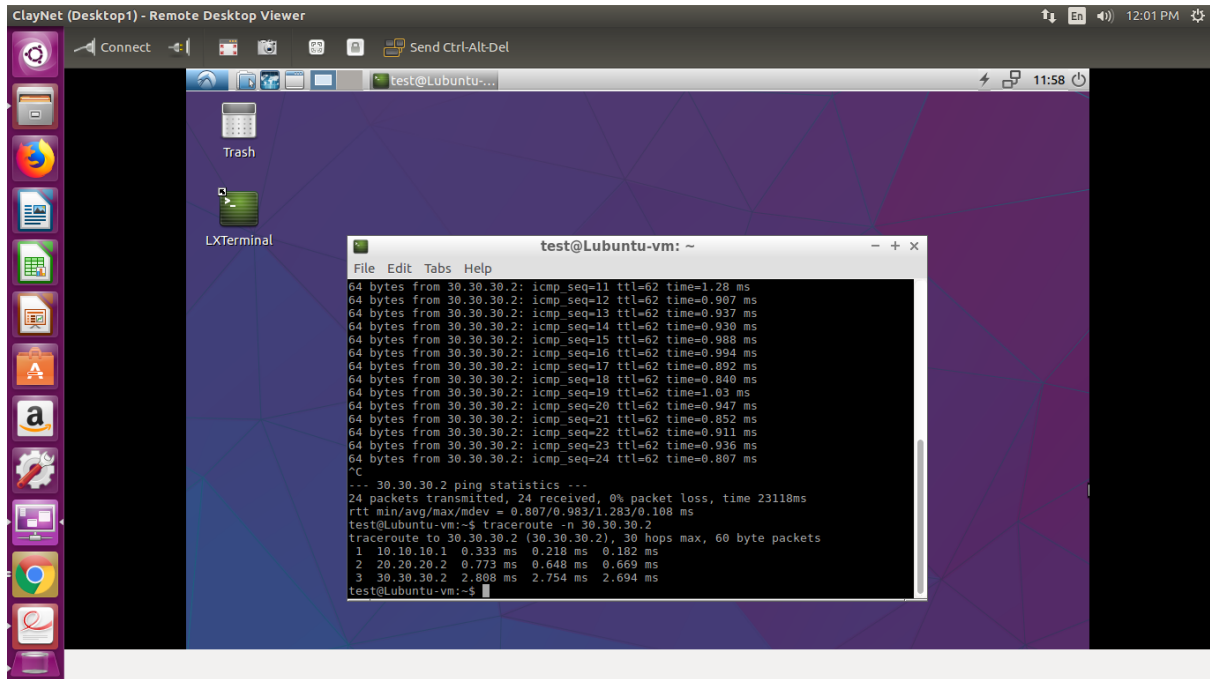 ClayNet (Desktop1) - Remote Desktop Viewer
En
12:01 PM
Connect
Send Ctrl-Alt-Del
test@Lubuntu-...
11:58
Trash
LXTerminal
test@Lubuntu-vm: ~
File Edit Tabs Help
64 bytes from 30.30.30.2: icmp_seq=11 ttl=62 time=1.28 ms
64 bytes from 30.30.30.2: icmp_seq=12 ttl=62 time=0.907 ms
64 bytes from 30.30.30.2: icmp_seq=13 ttl=62 time=0.937 ms
64 bytes from 30.30.30.2: icmp_seq=14 ttl=62 time=0.930 ms
64 bytes from 30.30.30.2: icmp_seq=15 ttl=62 time=0.988 ms
64 bytes from 30.30.30.2: icmp_seq=16 ttl=62 time=0.994 ms
64 bytes from 30.30.30.2: icmp_seq=17 ttl=62 time=0.892 ms
64 bytes from 30.30.30.2: icmp_seq=18 ttl=62 time=0.840 ms
64 bytes from 30.30.30.2: icmp_seq=19 ttl=62 time=1.03 ms
64 bytes from 30.30.30.2: icmp_seq=20 ttl=62 time=0.947 ms
64 bytes from 30.30.30.2: icmp_seq=21 ttl=62 time=0.852 ms
64 bytes from 30.30.30.2: icmp_seq=22 ttl=62 time=0.911 ms
64 bytes from 30.30.30.2: icmp_seq=23 ttl=62 time=0.936 ms
64 bytes from 30.30.30.2: icmp_seq=24 ttl=62 time=0.807 ms
^C
--- 30.30.30.2 ping statistics ---
24 packets transmitted, 24 received, 0% packet loss, time 23118ms
rtt min/avg/max/mdev = 0.807/0.983/1.283/0.108 ms
test@Lubuntu-vm:~$ traceroute -n 30.30.30.2
traceroute to 30.30.30.2 (30.30.30.2), 30 hops max, 60 byte packets
1 10.10.10.1 0.333 ms 0.218 ms 0.182 ms
2 20.20.20.2 0.773 ms 0.648 ms 0.669 ms
3 30.30.30.2 2.808 ms 2.754 ms 2.694 ms
test@Lubuntu-vm:~$